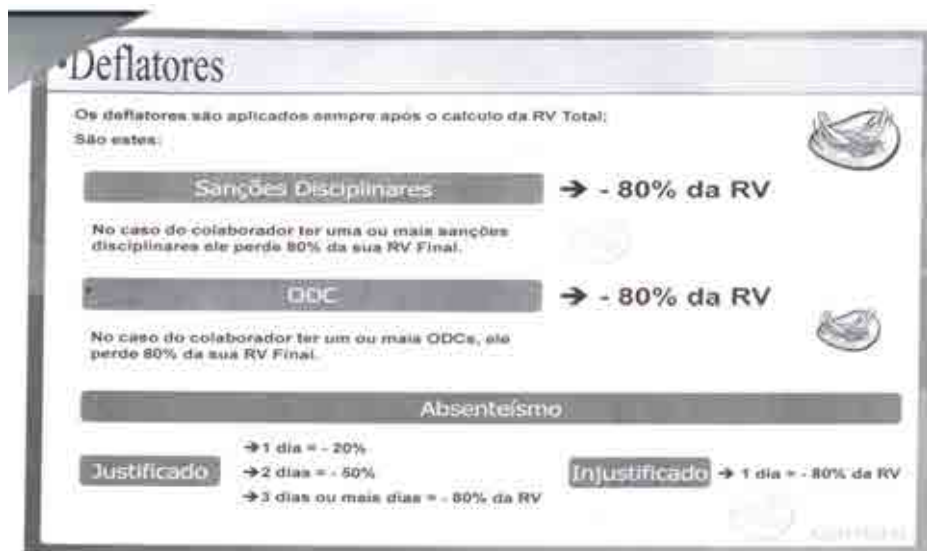 •Deflatores
Os deflatores são aplicados sempre após o calculo da RV Total;
São estes:
Sanções Disciplinares → - 80% da RV
No caso do colaborador ter uma ou mais sanções
disciplinares ele perde 80% da sua RV Final.
ODC → - 80% da RV
No caso do colaborador ter um ou mais ODCs, ele
perde 80% da sua RV Final.
Absenteísmo
Justificado
→1 dia = - 20%
→2 dias = - 50%
→3 dias ou mais dias = - 80% da RV
Injustificado → 1 dia = - 80% da RV